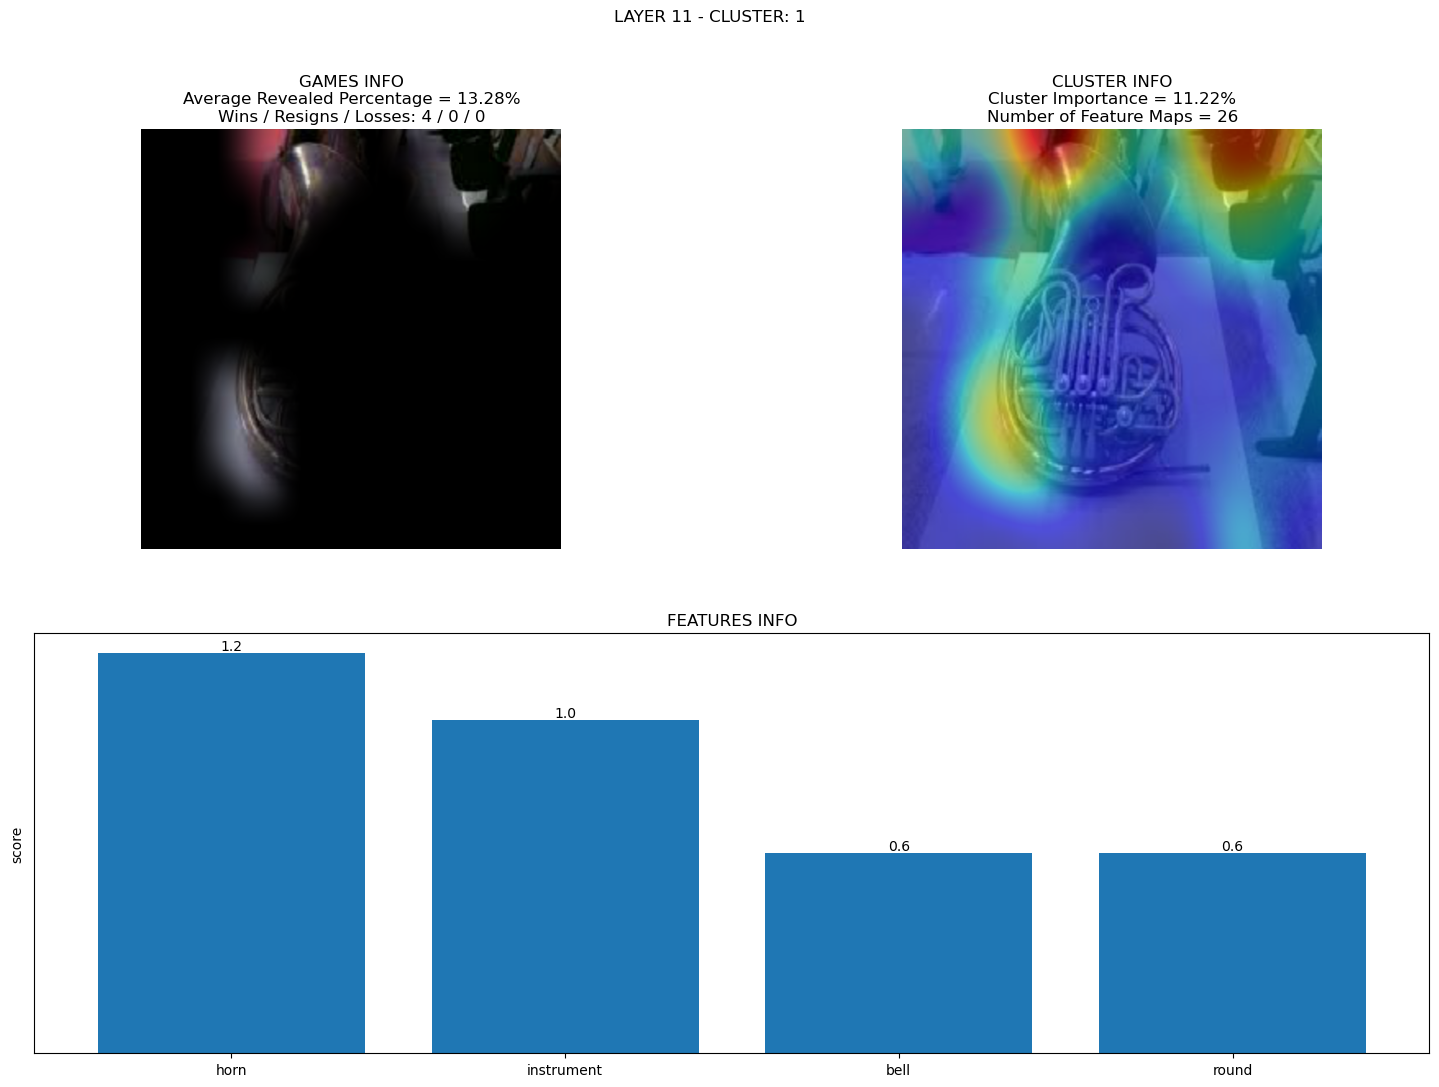 LAYER 11 - CLUSTER: 1
GAMES INFO
Average Revealed Percentage = 13.28%
Wins / Resigns / Losses: 4 / 0 / 0
CLUSTER INFO
Cluster Importance = 11.22%
Number of Feature Maps = 26
FEATURES INFO
score
1.2
1.0
0.6
0.6
horn
instrument
bell
round